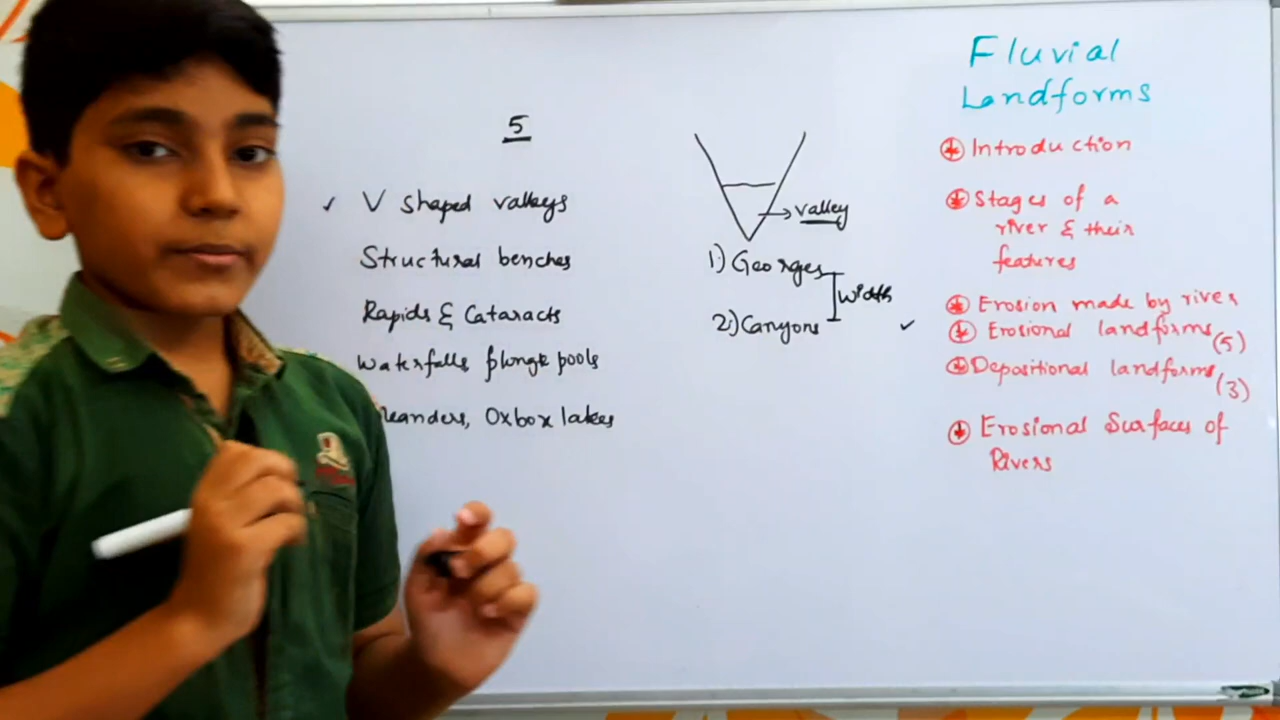 5
✓ V shaped valleys
Structural benches
Rapids & Cataracts
Waterfalls plunge pools
eanders, Oxbox lakes
→ valley
1) Georges
width
2) Canyons
Fluvial
Landforms
Introduction
Stages of a
river & their
features
Erosion made by river
✓ Erosional landforms (5)
Depositional landforms (3)
Erosional Surfaces of
Rivers